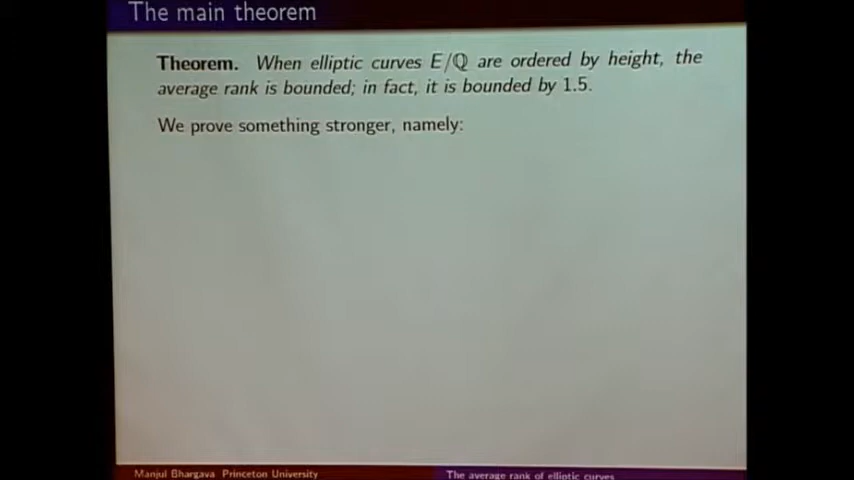 The main theorem
Theorem. When elliptic curves E/ℚ are ordered by height, the
average rank is bounded; in fact, it is bounded by 1.5.
We prove something stronger, namely:
Manjul Bhargava Princeton University
The average rank of elliptic curves